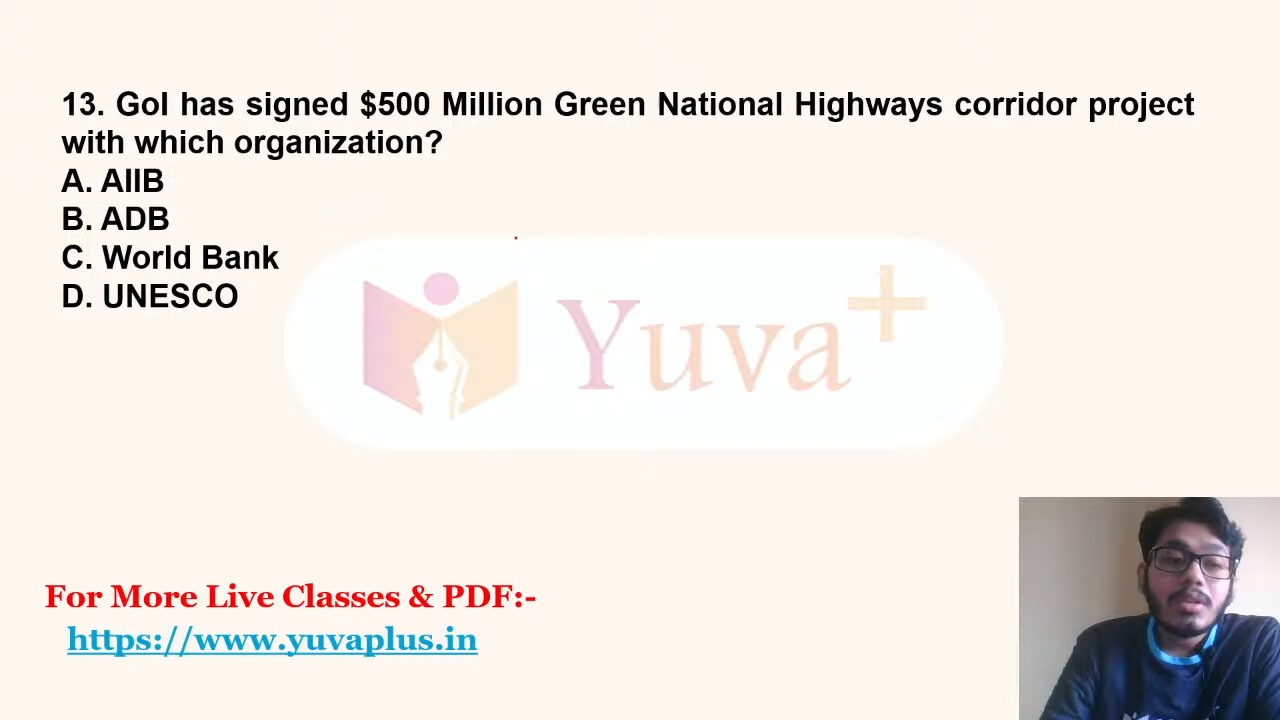 13. GoI has signed $500 Million Green National Highways corridor project
with which organization?
A. AIIB
B. ADB
C. World Bank
D. UNESCO
Yuva+
For More Live Classes & PDF:-
https://www.yuvaplus.in